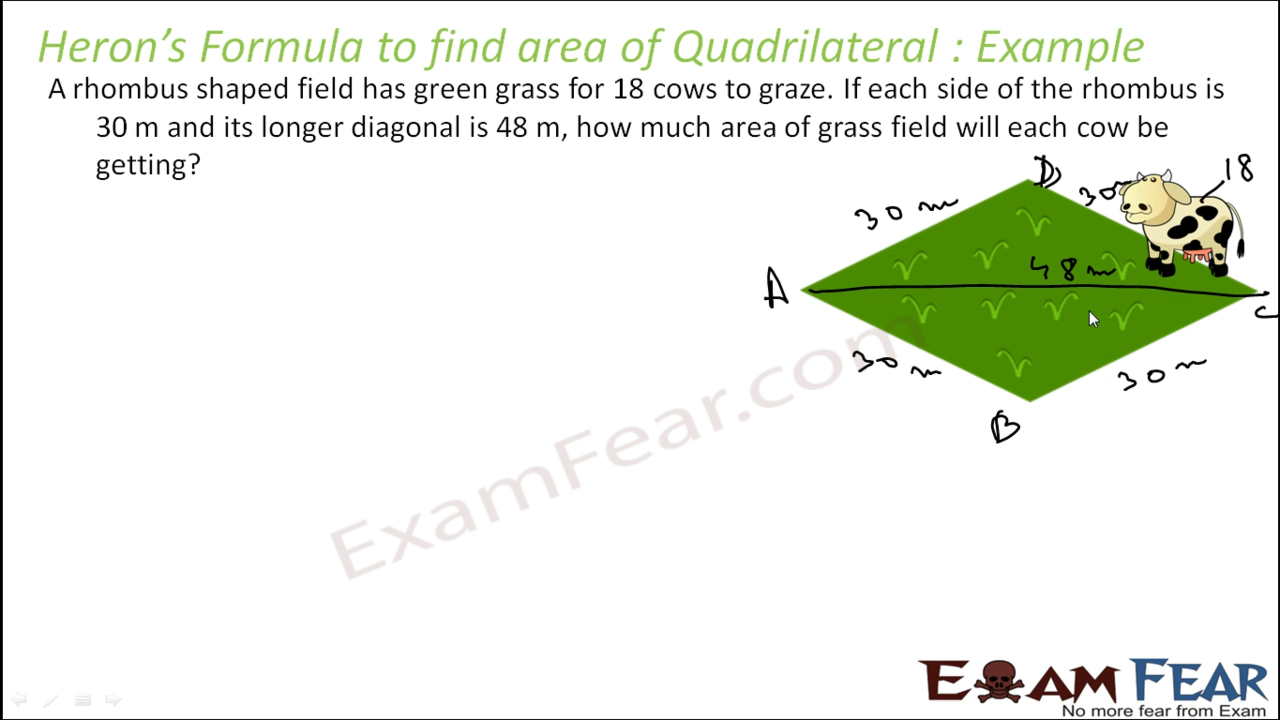 Heron's Formula to find area of Quadrilateral : Example
A rhombus shaped field has green grass for 18 cows to graze. If each side of the rhombus is
30 m and its longer diagonal is 48 m, how much area of grass field will each cow be
getting?
18
D
30 m
30 m
48 m
A
C
30 m
30 m
B
ExamFear.com
EXAM FEAR
No more fear from Exam